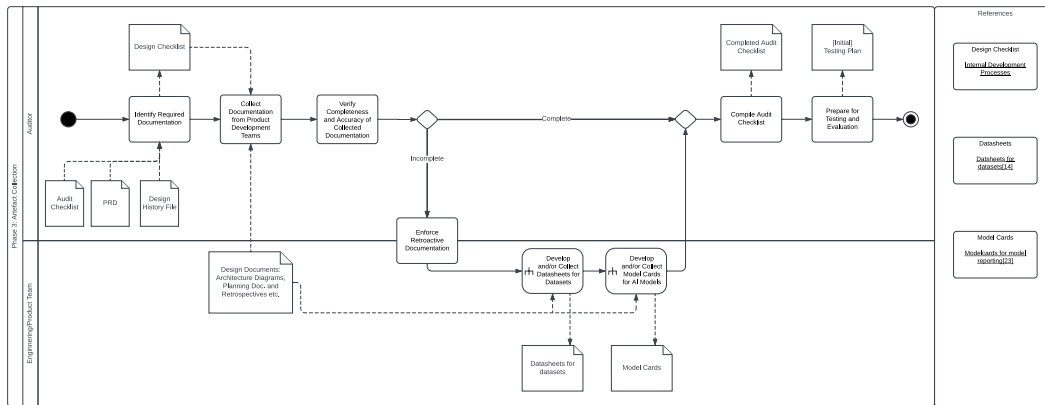 Phase 3: Artefact Collection
Auditor
Enginnering/Product Team
Design Checklist
Identify Required
Documentation
Audit
Checklist
PRD
Design
History File
Collect
Documentation
from Product
Development
Teams
Verify
Completeness
and Accuracy of
Collected
Documentation
Complete
Incomplete
Enforce
Retroactive
Documentation
Design Documents:
Architecture Diagrams,
Planning Doc. and
Retrospectives etc.
Develop
and/or Collect
Datasheets for
Datasets
Develop
and/or Collect
Model Cards
for AI Models
Datasheets for
datasets
Model Cards
Completed Audit
Checklist
[Initial]
Testing Plan
Compile Audit
Checklist
Prepare for
Testing and
Evaluation
References
Design Checklist
Internal Development
Processes
Datasheets
Datsheets for
datasets[14]
Model Cards
Modelcards for model
reporting[23]